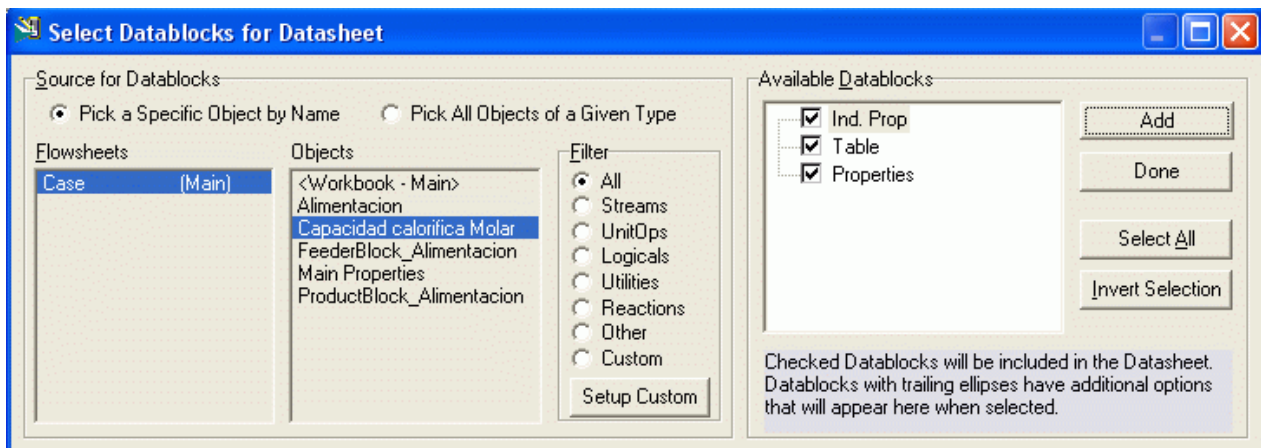 Select Datablocks for Datasheet
Source for Datablocks
Pick a Specific Object by Name
Pick All Objects of a Given Type
Flowsheets
Case (Main)
Objects
<Workbook - Main>
Alimentacion
Capacidad calorifica Molar
FeederBlock_Alimentacion
Main Properties
ProductBlock_Alimentacion
Filter
All
Streams
UnitOps
Logicals
Utilities
Reactions
Other
Custom
Setup Custom
Available Datablocks
Ind. Prop
Table
Properties
Add
Done
Select All
Invert Selection
Checked Datablocks will be included in the Datasheet.
Datablocks with trailing ellipses have additional options
that will appear here when selected.